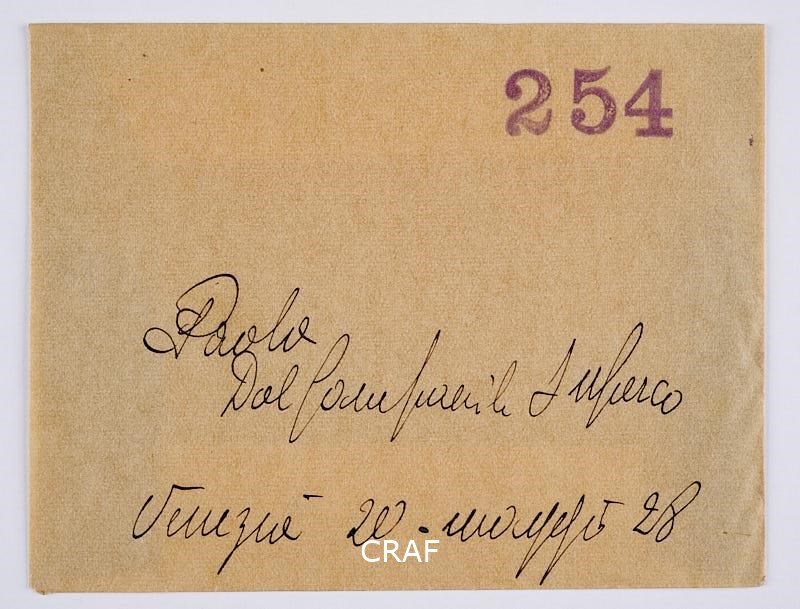 254
Paolo
Dal Campanile S Marco
Venezia 20 - maggio 28
CRAF